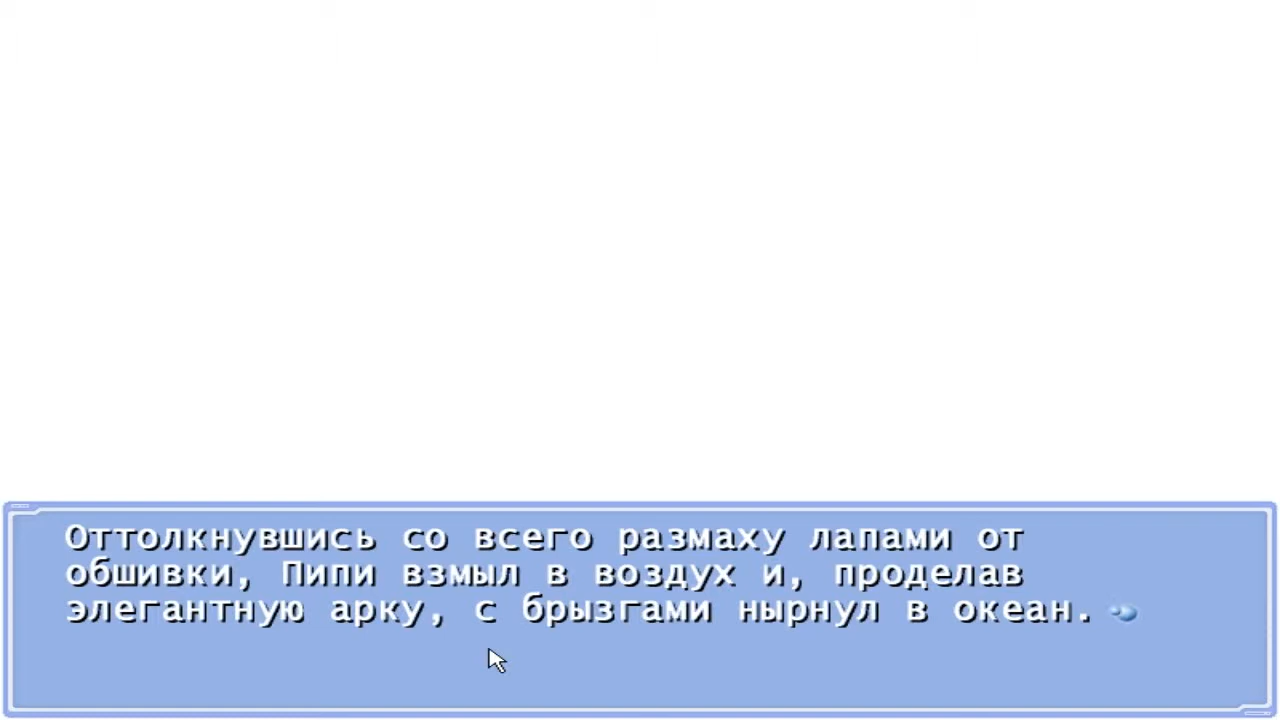 Оттолкнувшись со всего размаху лапами от
обшивки, Пипи взмыл в воздух и, проделав
элегантную арку, с брызгами нырнул в океан.